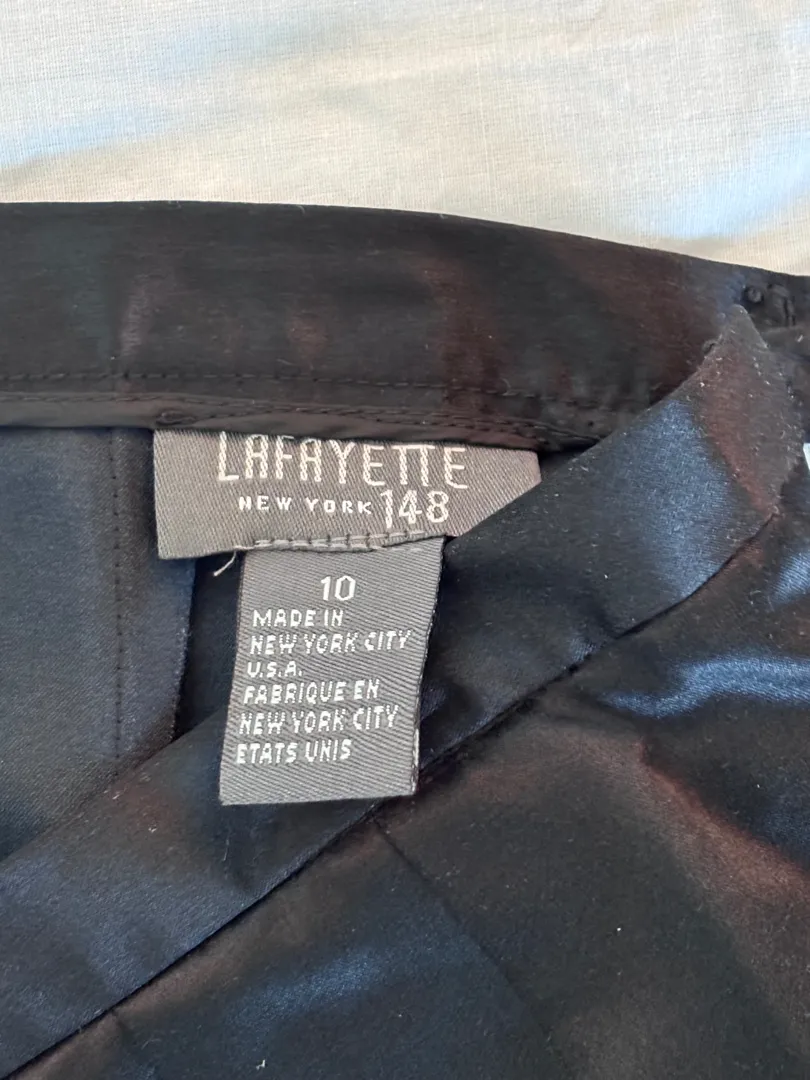 LAFAYETTE
NEW YORK 148
10
MADE IN
NEW YORK CITY
U.S.A.
FABRIQUE EN
NEW YORK CITY
ETATS UNIS